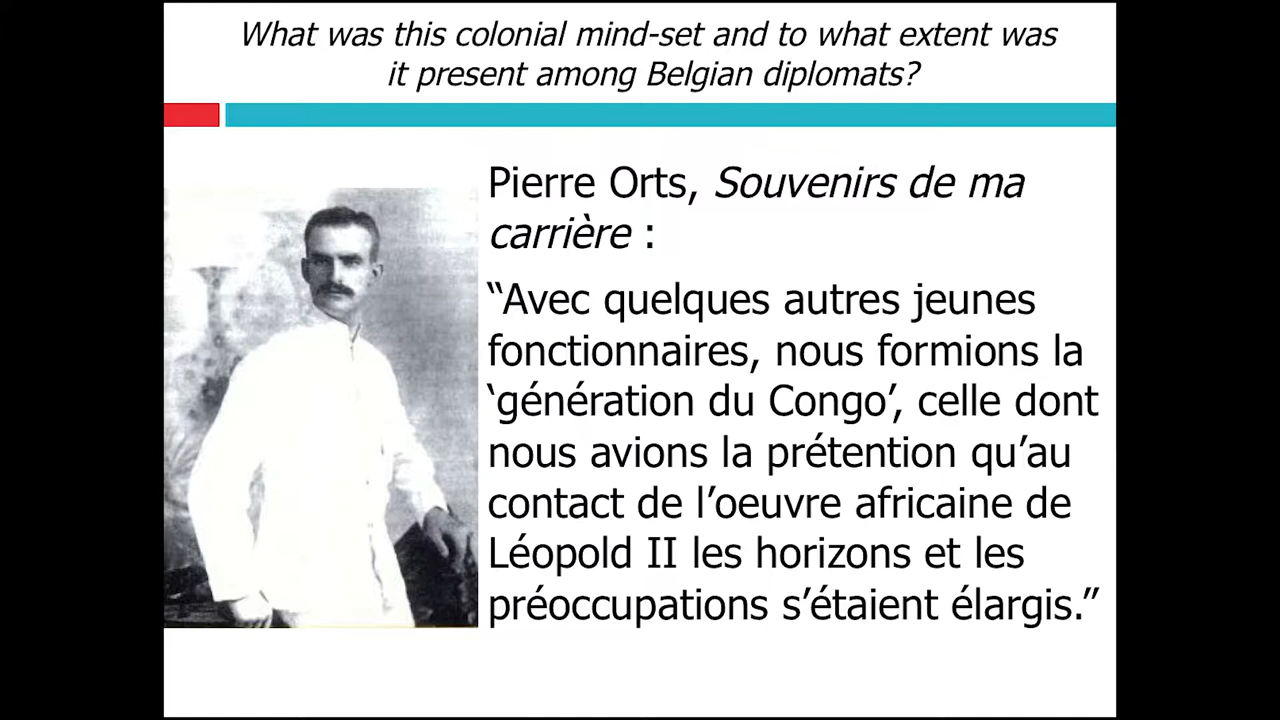 What was this colonial mind-set and to what extent was
it present among Belgian diplomats?
Pierre Orts, Souvenirs de ma
carrière :
“Avec quelques autres jeunes
fonctionnaires, nous formions la
‘génération du Congo’, celle dont
nous avions la prétention qu’au
contact de l’oeuvre africaine de
Léopold II les horizons et les
préoccupations s’étaient élargis.”